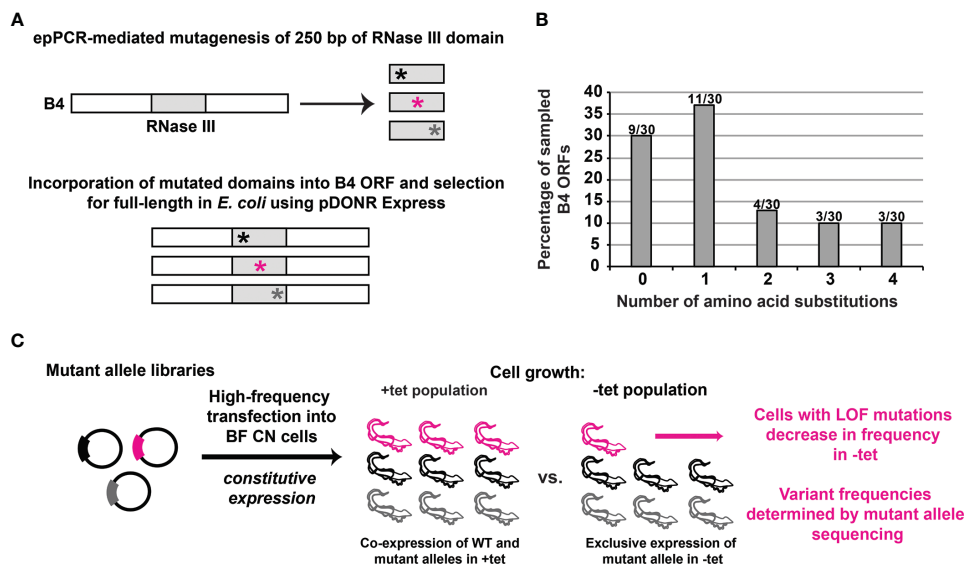 A
epPCR-mediated mutagenesis of 250 bp of RNase III domain
B4
RNase III
*
*
*
Incorporation of mutated domains into B4 ORF and selection
for full-length in E. coli using pDONR Express
*
*
*
B
Percentage of sampled
B4 ORFs
40
35
30
25
20
15
10
5
0
9/30
11/30
4/30
3/30
3/30
0
1
2
3
4
Number of amino acid substitutions
C
Mutant allele libraries
High-frequency
transfection into
BF CN cells
constitutive
expression
Cell growth:
+tet population
-tet population
vs.
Co-expression of WT and
mutant alleles in +tet
Exclusive expression of
mutant allele in -tet
Cells with LOF mutations
decrease in frequency
in -tet
Variant frequencies
determined by mutant allele
sequencing